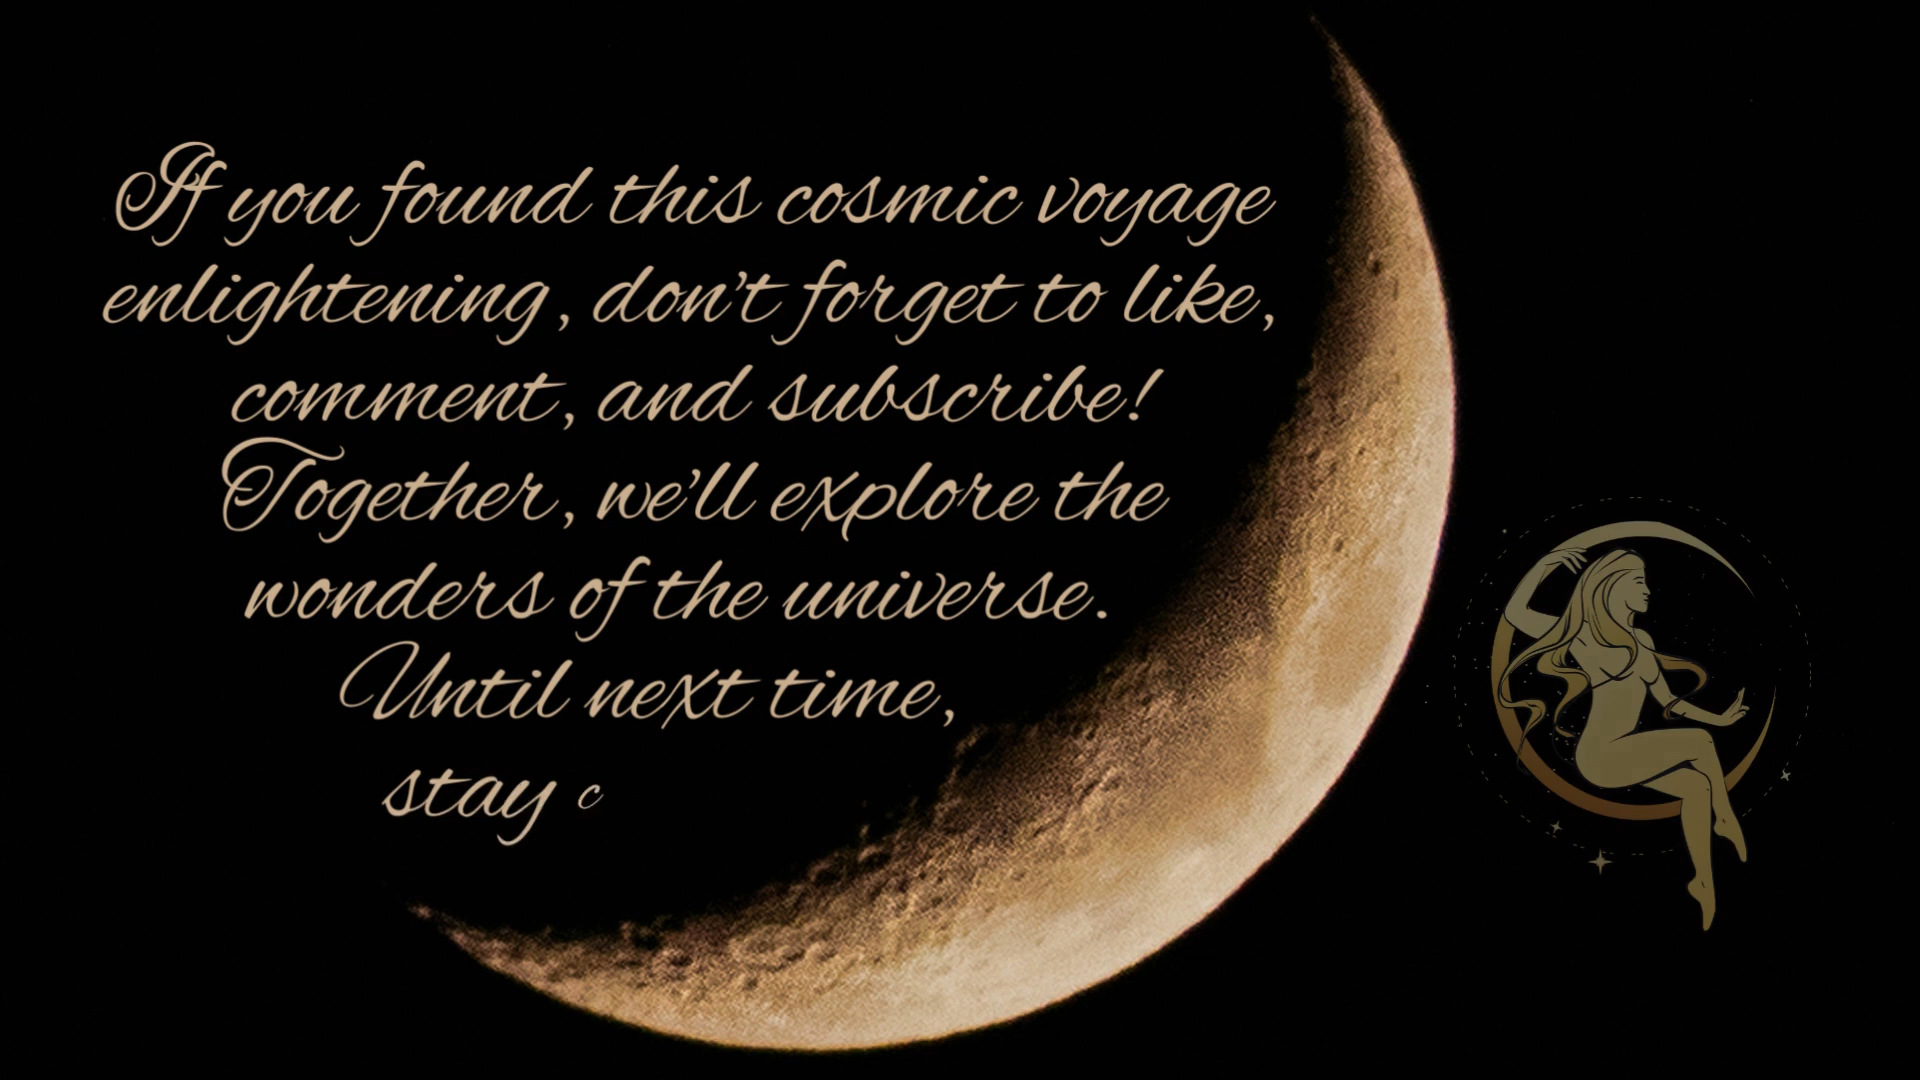 If you found this cosmic voyage
enlightening, don't forget to like,
comment, and subscribe!
Together, we'll explore the
wonders of the universe.
Until next time,
stay c